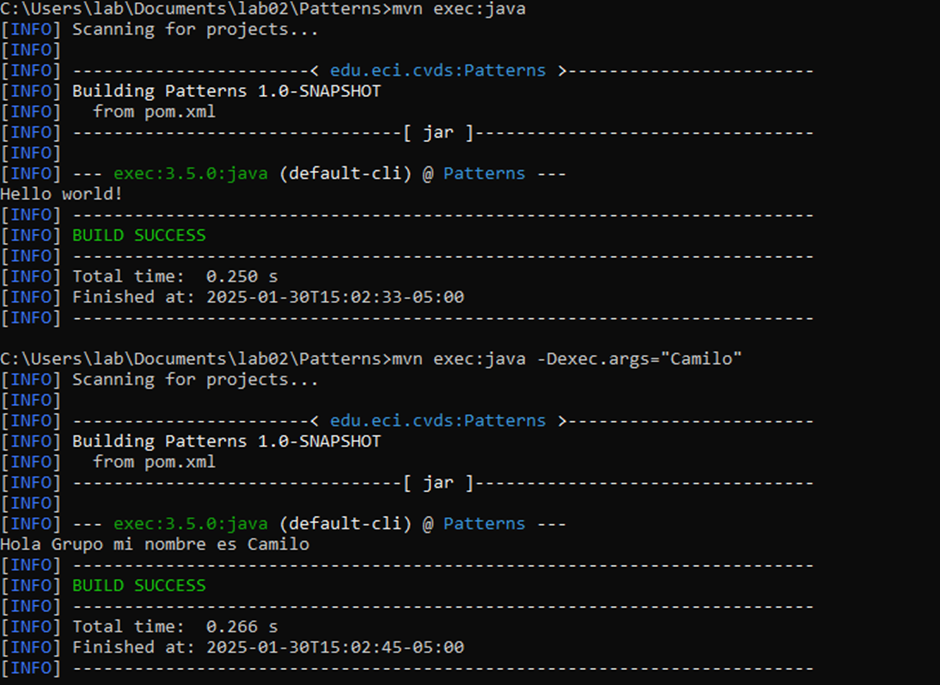 C:\Users\lab\Documents\lab02\Patterns>mvn exec:java
[INFO] Scanning for projects...
[INFO]
[INFO] ------------------------< edu.eci.cvds:Patterns >------------------------
[INFO] Building Patterns 1.0-SNAPSHOT
[INFO]   from pom.xml
[INFO] --------------------------------[ jar ]---------------------------------
[INFO]
[INFO] --- exec:3.5.0:java (default-cli) @ Patterns ---
Hello world!
[INFO] ------------------------------------------------------------------------
[INFO] BUILD SUCCESS
[INFO] ------------------------------------------------------------------------
[INFO] Total time:  0.250 s
[INFO] Finished at: 2025-01-30T15:02:33-05:00
[INFO] ------------------------------------------------------------------------
C:\Users\lab\Documents\lab02\Patterns>mvn exec:java -Dexec.args="Camilo"
[INFO] Scanning for projects...
[INFO]
[INFO] ------------------------< edu.eci.cvds:Patterns >------------------------
[INFO] Building Patterns 1.0-SNAPSHOT
[INFO]   from pom.xml
[INFO] --------------------------------[ jar ]---------------------------------
[INFO]
[INFO] --- exec:3.5.0:java (default-cli) @ Patterns ---
Hola Grupo mi nombre es Camilo
[INFO] ------------------------------------------------------------------------
[INFO] BUILD SUCCESS
[INFO] ------------------------------------------------------------------------
[INFO] Total time:  0.266 s
[INFO] Finished at: 2025-01-30T15:02:45-05:00
[INFO] ------------------------------------------------------------------------